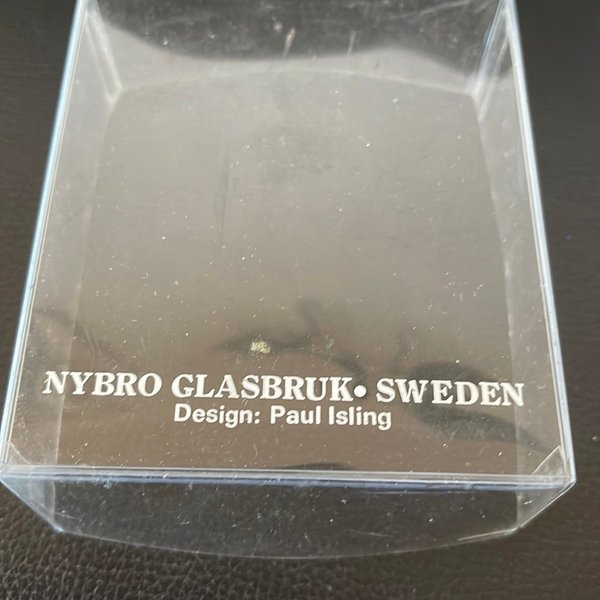 NYBRO GLASBRUK• SWEDEN
Design: Paul Isling